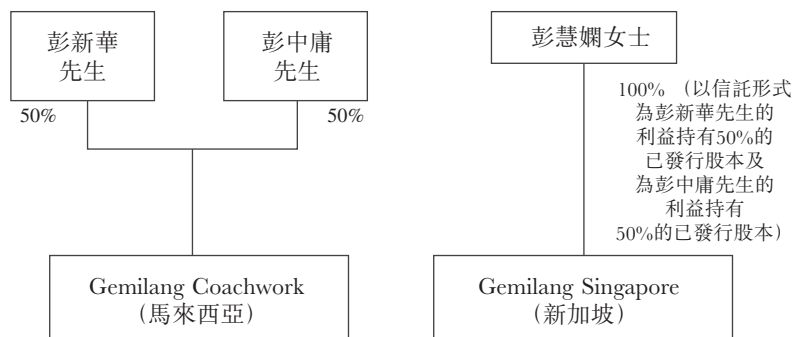 彭新華
先生
彭中庸
先生
彭慧嫻女士
50%
50%
100% （以信託形式
為彭新華先生的
利益持有50%的
已發行股本及
為彭中庸先生的
利益持有
50%的已發行股本）
Gemilang Coachwork
（馬來西亞）
Gemilang Singapore
（新加坡）